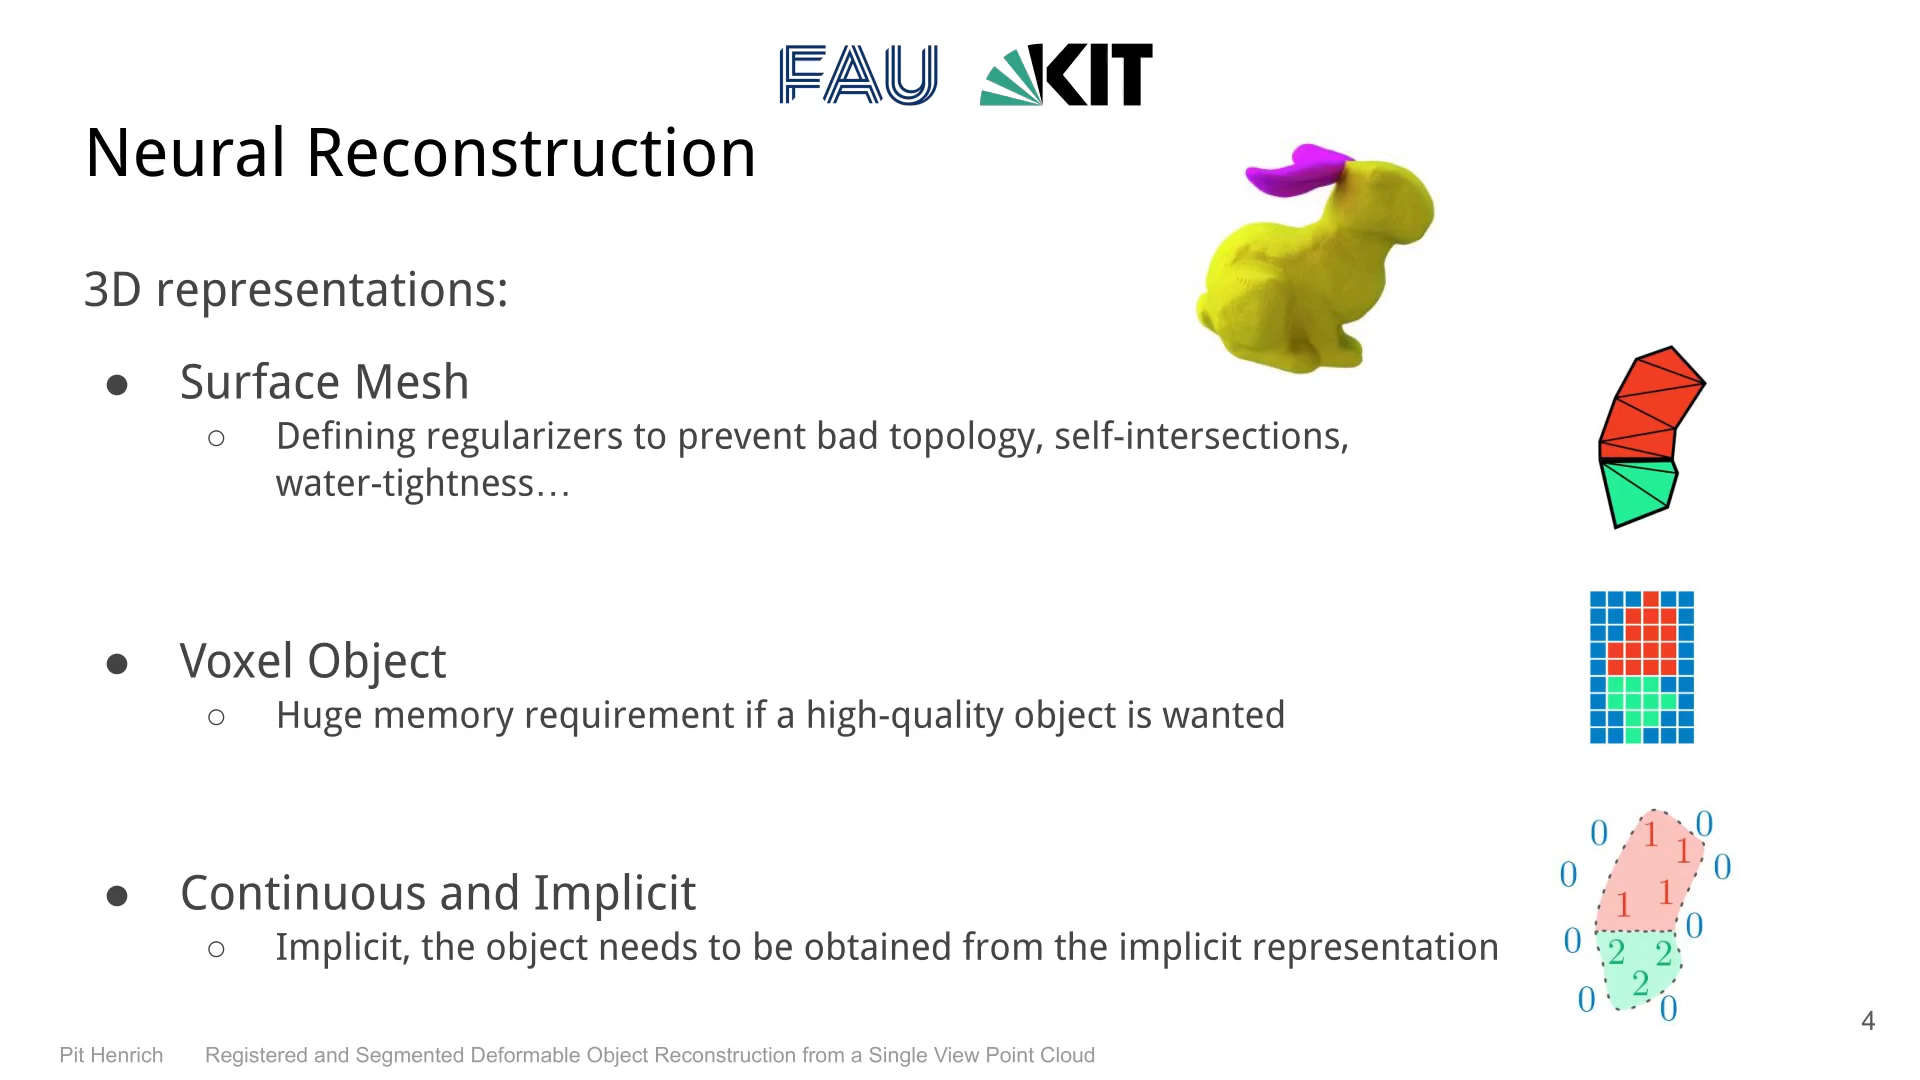 FAU KIT
Neural Reconstruction
3D representations:
● Surface Mesh
○ Defining regularizers to prevent bad topology, self-intersections,
water-tightness…
● Voxel Object
○ Huge memory requirement if a high-quality object is wanted
● Continuous and Implicit
○ Implicit, the object needs to be obtained from the implicit representation
0 1 0
1 0
0
1 1
0 0
2 2
2
0 0
4
Pit Henrich Registered and Segmented Deformable Object Reconstruction from a Single View Point Cloud